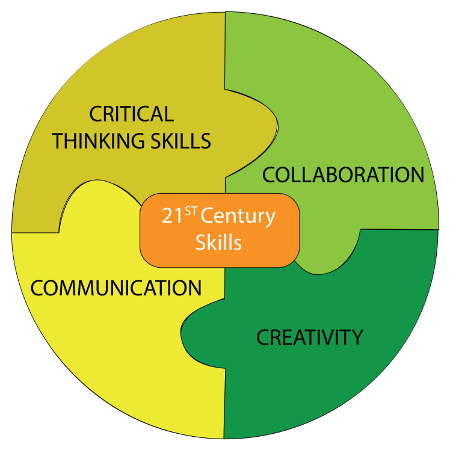 CRITICAL
THINKING SKILLS
COLLABORATION
21ST Century
Skills
COMMUNICATION
CREATIVITY